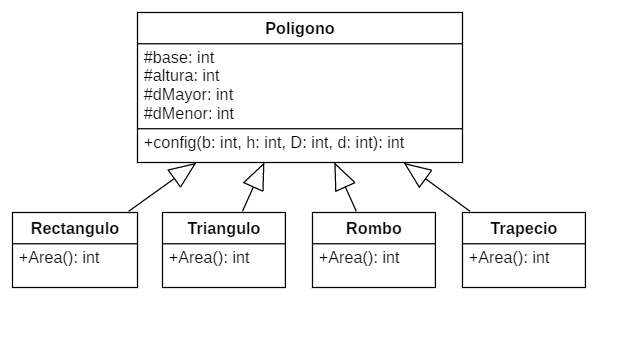 Poligono
#base: int
#altura: int
#dMayor: int
#dMenor: int
+config(b: int, h: int, D: int, d: int): int
Rectangulo
+Area(): int
Triangulo
+Area(): int
Rombo
+Area(): int
Trapecio
+Area(): int